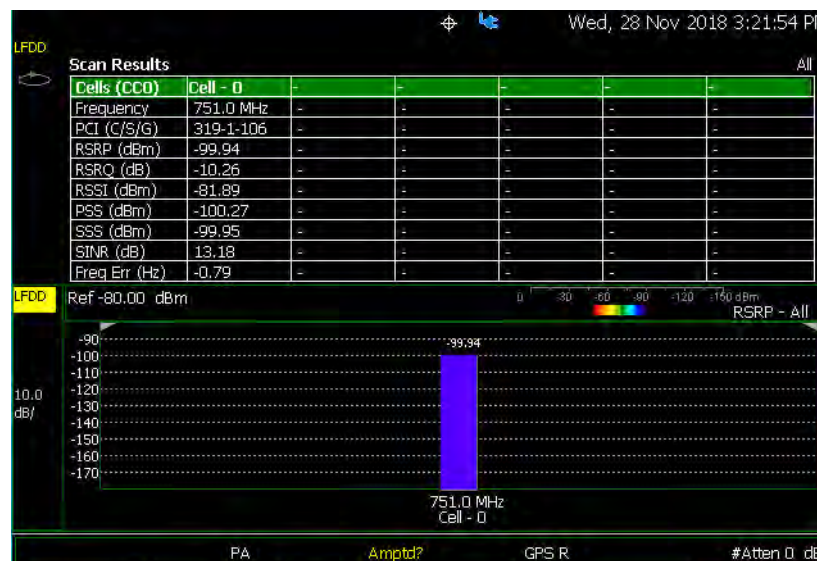 Wed, 28 Nov 2018 3:21:54 P
LFDD
Scan Results All
Cells (CC0) Cell - 0 - - - - -
Frequency 751.0 MHz - - - - -
PCI (C/S/G) 319-1-106 - - - - -
RSRP (dBm) -99.94 - - - - -
RSRQ (dB) -10.26 - - - - -
RSSI (dBm) -81.89 - - - - -
PSS (dBm) -100.27 - - - - -
SSS (dBm) -99.95 - - - - -
SINR (dB) 13.18 - - - - -
Freq Err (Hz) -0.79 - - - - -
LFDD Ref -80.00 dBm 0 -30 -60 -90 -120 -150 dBm
RSRP - All
-90
-99.94
-100
-110
10.0 -120
dB/ -130
-140
-150
-160
-170
751.0 MHz
Cell - 0
PA Amptd? GPS R #Atten 0 dB